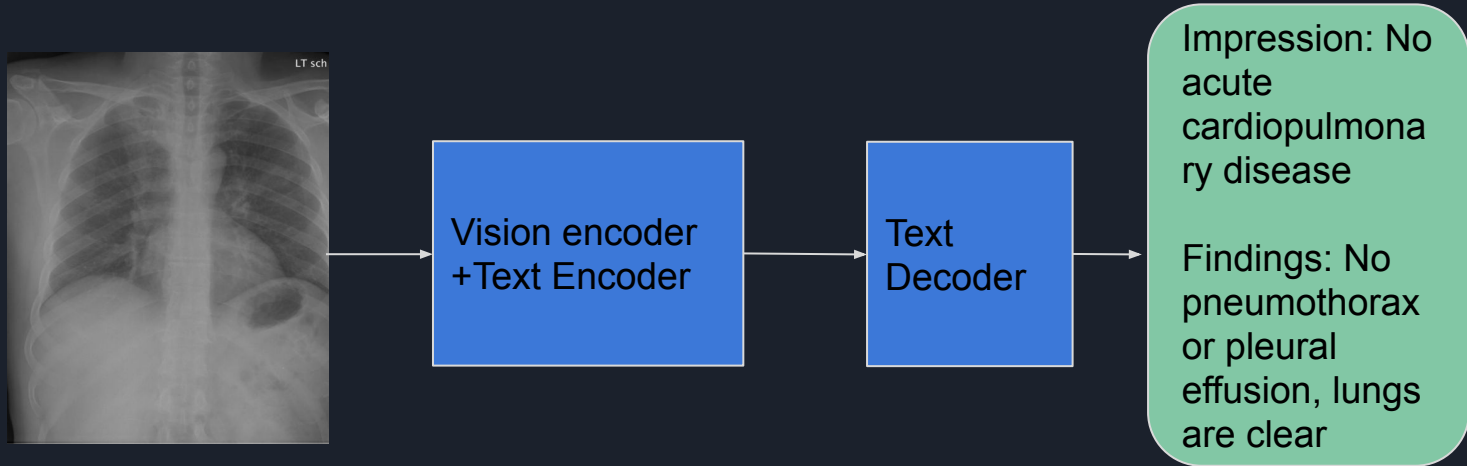 LT sch
Vision encoder
+Text Encoder
Text
Decoder
Impression: No
acute
cardiopulmona
ry disease
Findings: No
pneumothorax
or pleural
effusion, lungs
are clear